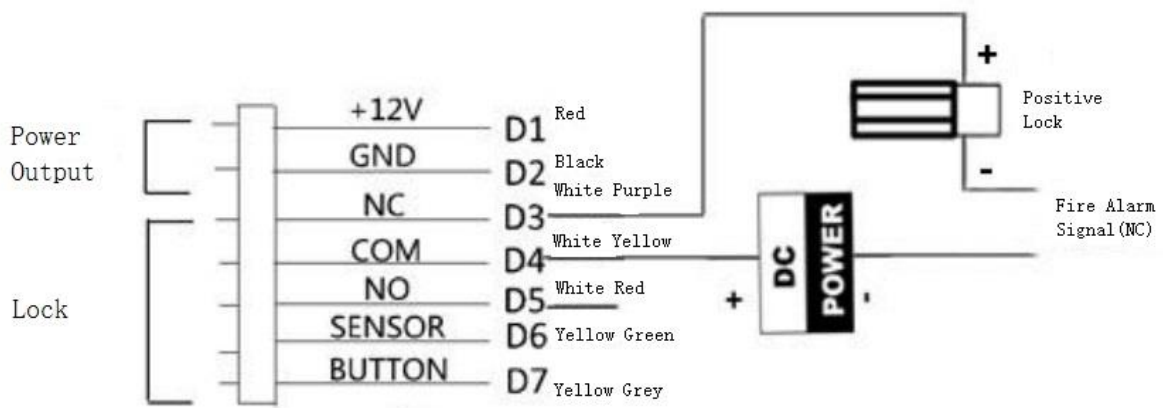 Power
Output
Lock
+12V
D1 Red
GND
D2 Black
White Purple
NC
D3
White Yellow
COM
D4
White Red
NO
D5
SENSOR
D6 Yellow Green
BUTTON
D7 Yellow Grey
+
DC
POWER
-
+
Positive
Lock
-
Fire Alarm
Signal(NC)